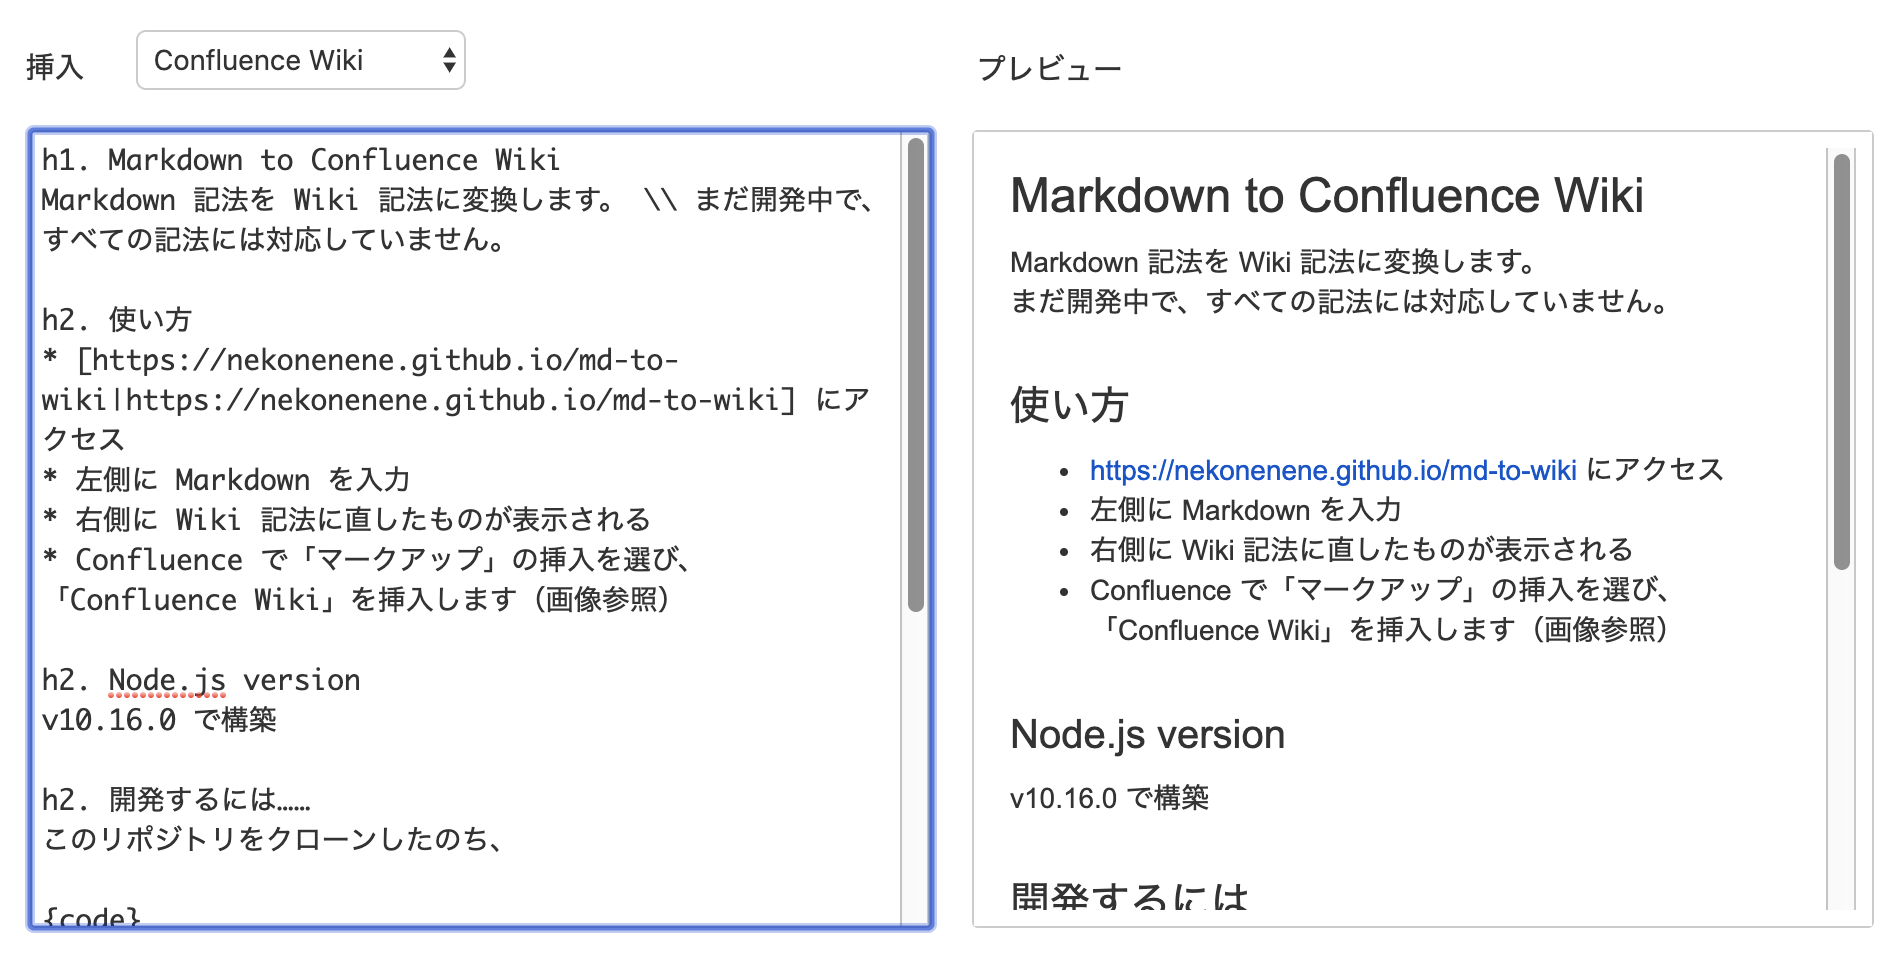 挿入
Confluence Wiki
プレビュー
h1. Markdown to Confluence Wiki
Markdown 記法を Wiki 記法に変換します。 \\ まだ開発中で、
すべての記法には対応していません。
h2. 使い方
* [https://nekonenene.github.io/md-to-
wiki|https://nekonenene.github.io/md-to-wiki] にア
クセス
* 左側に Markdown を入力
* 右側に Wiki 記法に直したものが表示される
* Confluence で「マークアップ」の挿入を選び、
「Confluence Wiki」を挿入します（画像参照）
h2. Node.js version
v10.16.0 で構築
h2. 開発するには……
このリポジトリをクローンしたのち、
{code}
Markdown to Confluence Wiki
Markdown 記法を Wiki 記法に変換します。
まだ開発中で、すべての記法には対応していません。
使い方
• https://nekonenene.github.io/md-to-wiki にアクセス
• 左側に Markdown を入力
• 右側に Wiki 記法に直したものが表示される
• Confluence で「マークアップ」の挿入を選び、
「Confluence Wiki」を挿入します（画像参照）
Node.js version
v10.16.0 で構築
開発するには